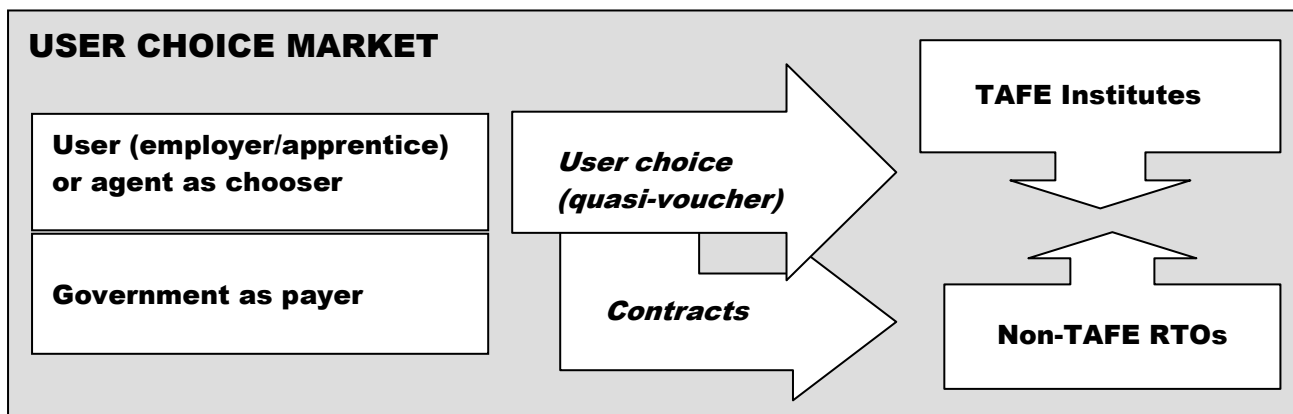 USER CHOICE MARKET
User (employer/apprentice)
or agent as chooser
Government as payer
User choice
(quasi-voucher)
Contracts
TAFE Institutes
Non-TAFE RTOs